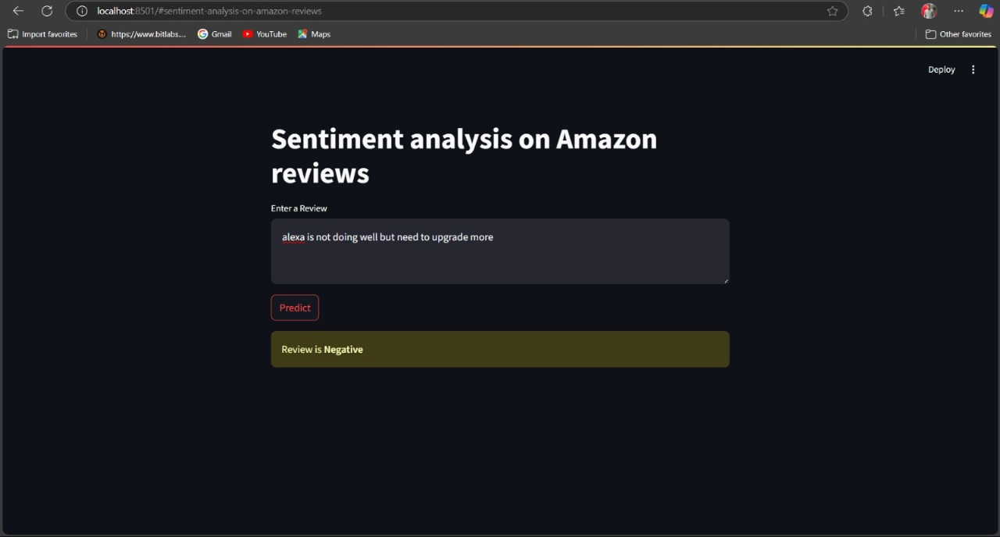 localhost:8501/#sentiment-analysis-on-amazon-reviews
Import favorites https://www.bitlabs.... Gmail YouTube Maps Other favorites
Deploy
Sentiment analysis on Amazon
reviews
Enter a Review
alexa is not doing well but need to upgrade more
Predict
Review is Negative